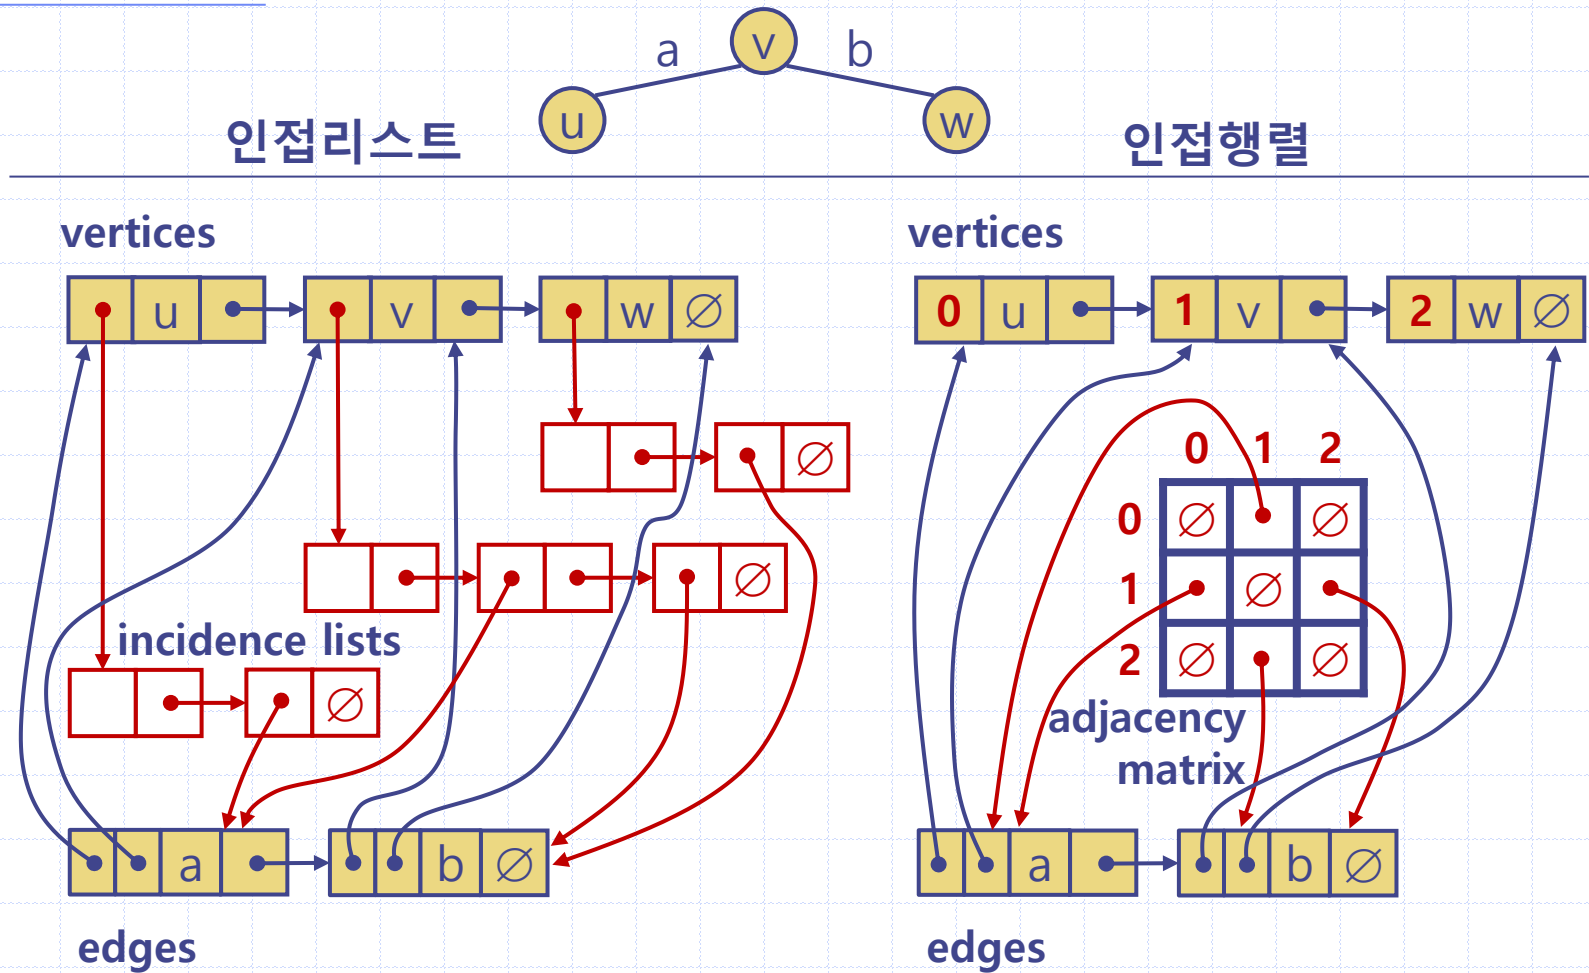 a v b
u w
인접리스트 인접행렬
vertices vertices
u v w ∅
0 u 1 v 2 w ∅
∅
0 1 2
0 ∅ ∅
∅
1 ∅
incidence lists
2 ∅ ∅
∅
adjacency
matrix
a b ∅
a b ∅
edges edges